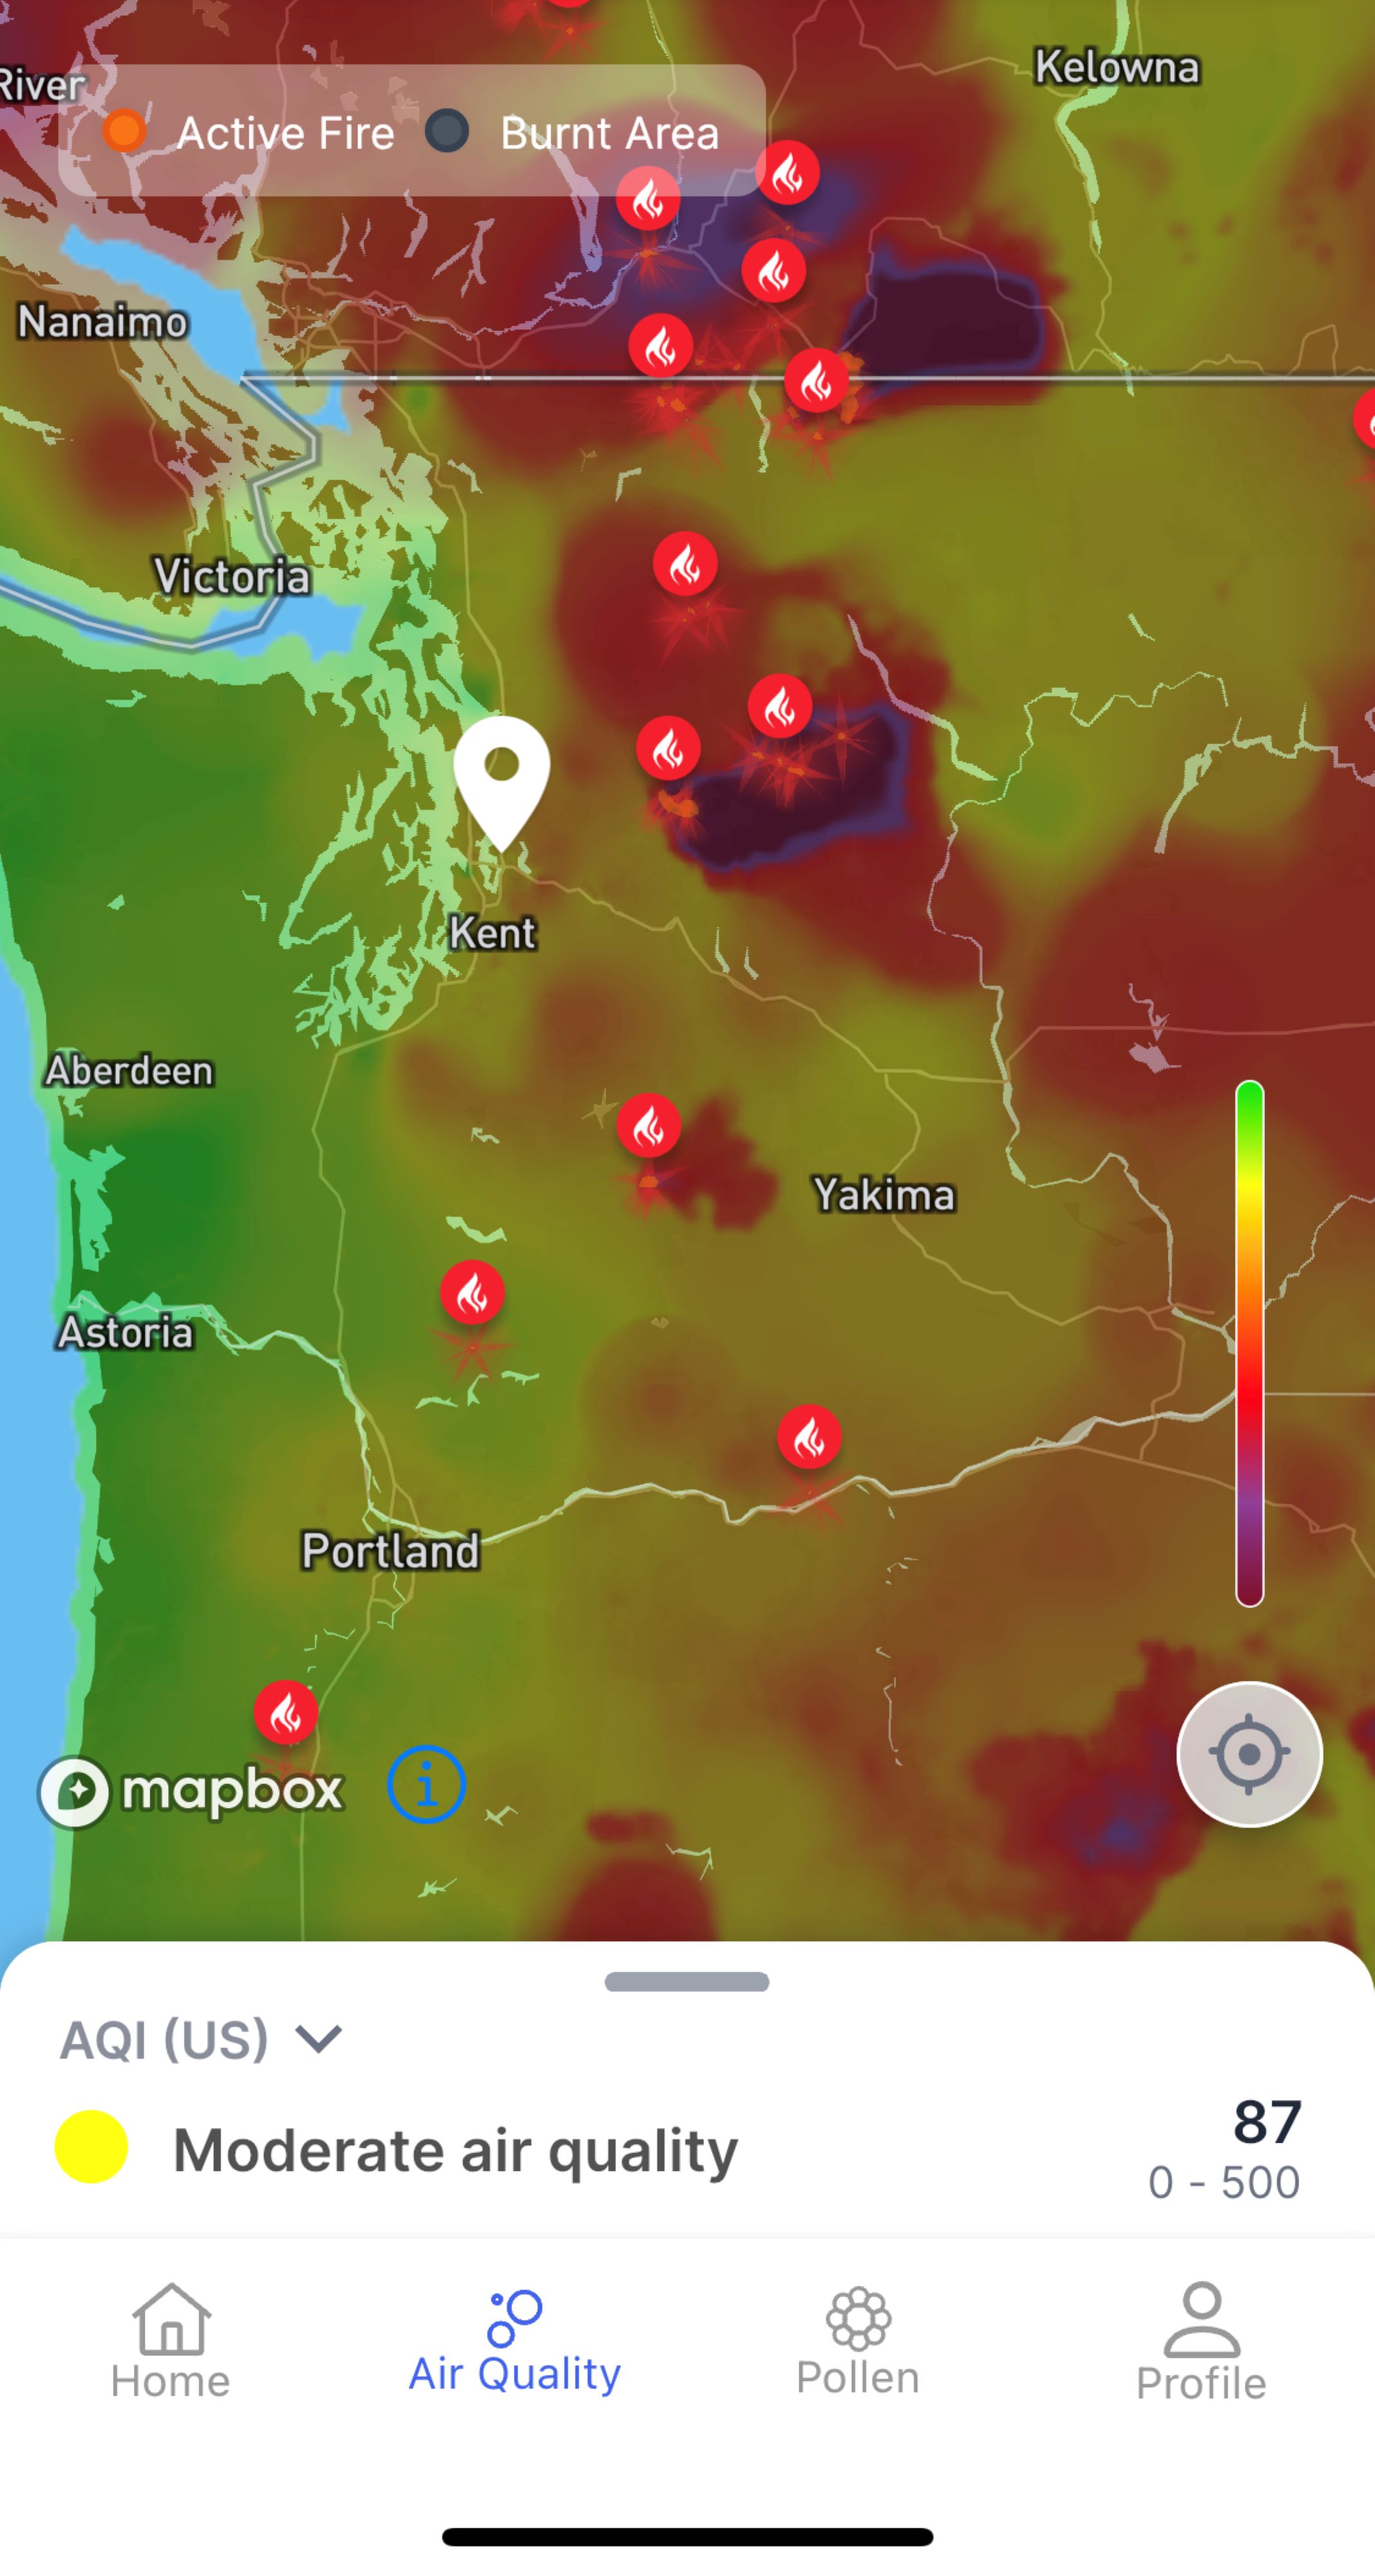 River
Kelowna
Active Fire
Burnt Area
Nanaimo
Victoria
Kent
Aberdeen
Yakima
Astoria
Portland
mapbox
AQI (US)
Moderate air quality
87
0 - 500
Home
Air Quality
Pollen
Profile